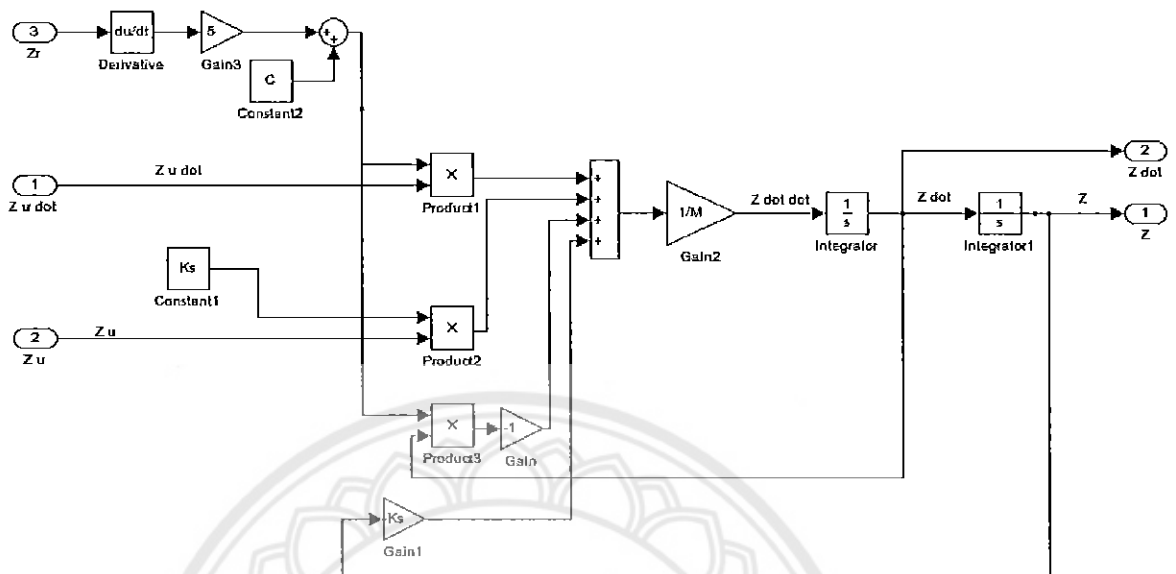 3
Zr
du/dt
Derivative
5
Gain3
+
+
C
Constant2
1
Z u dot
Z u dot
×
Product1
+
+
+
+
1/M
Gain2
Z dot dot
1
s
Integrator
Z dot
1
s
Integrator1
2
Z dot
Z
1
Z
Ks
Constant1
2
Z u
Z u
×
Product2
×
Product3
-1
Gain
-Ks
Gain1